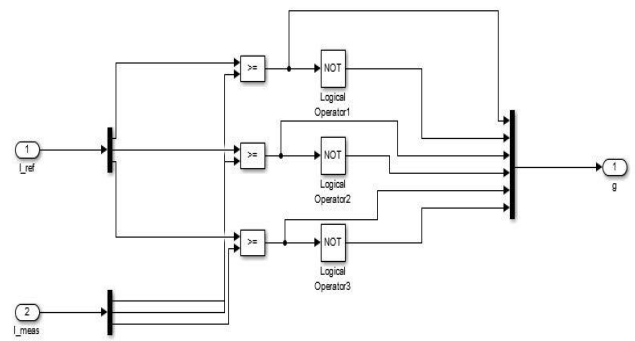 >=
NOT
Logical
Operator1
1
I_ref
>=
NOT
Logical
Operator2
1
g
>=
NOT
Logical
Operator3
2
I_meas